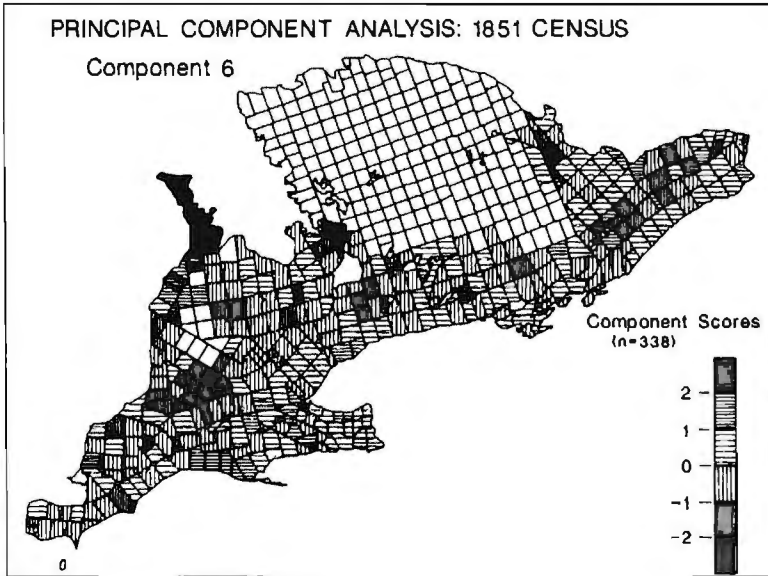 PRINCIPAL COMPONENT ANALYSIS: 1851 CENSUS
Component 6
Component Scores
(n=338)
2
1
0
-1
-2
0